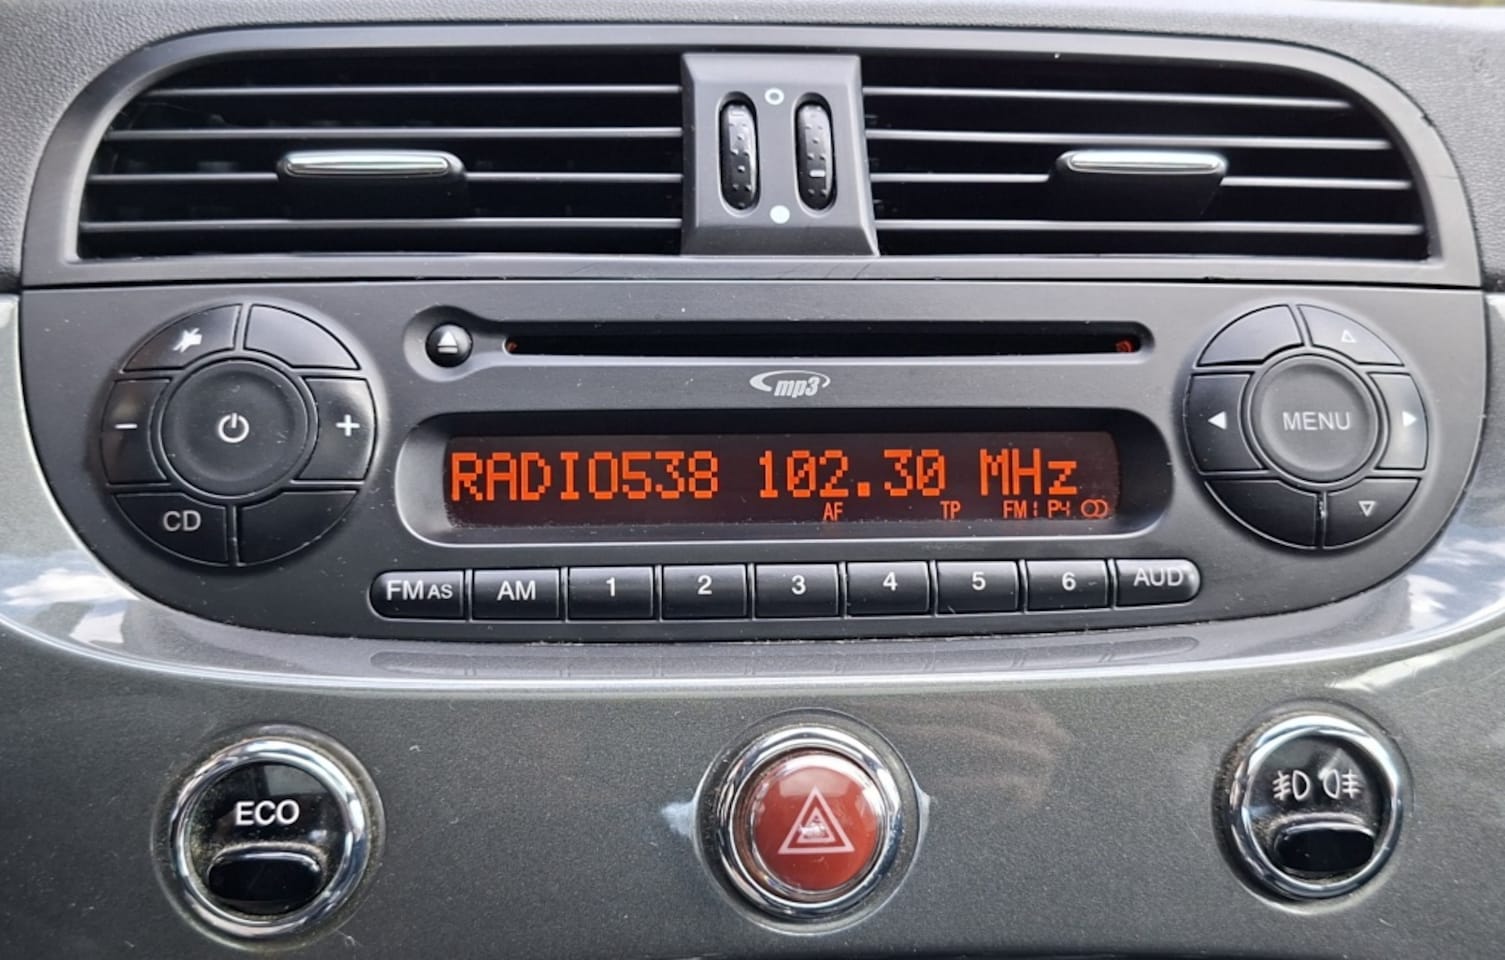 mp3
RADIO538 102.30 MHz
AF TP FM1 P4
MENU
CD
FM AS AM 1 2 3 4 5 6 AUD
ECO